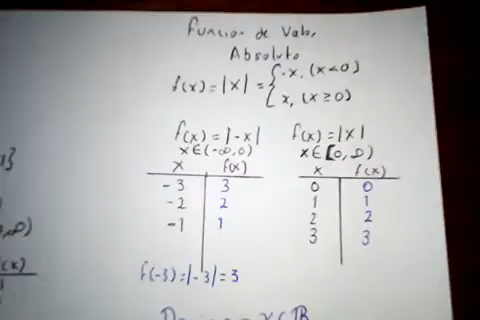 Función de Valor
Absoluto
f(x) = |x| = { -x, (x<0)
x, (x≥0)
f(x) = |-x|
x∈(-∞,0)
x f(x)
-3 3
-2 2
-1 1
f(-3)=|-3|=3
f(x) = |x|
x∈[0,∞)
x f(x)
0 0
1 1
2 2
3 3